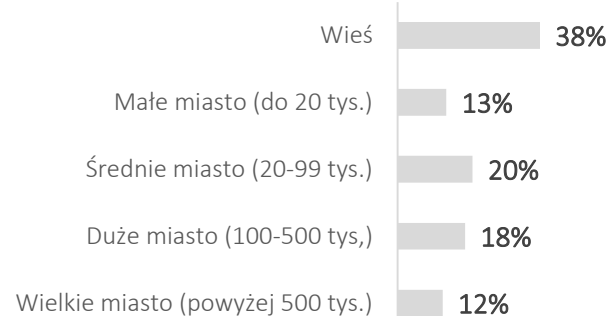 Wieś 38%
Małe miasto (do 20 tys.) 13%
Średnie miasto (20-99 tys.) 20%
Duże miasto (100-500 tys,) 18%
Wielkie miasto (powyżej 500 tys.) 12%